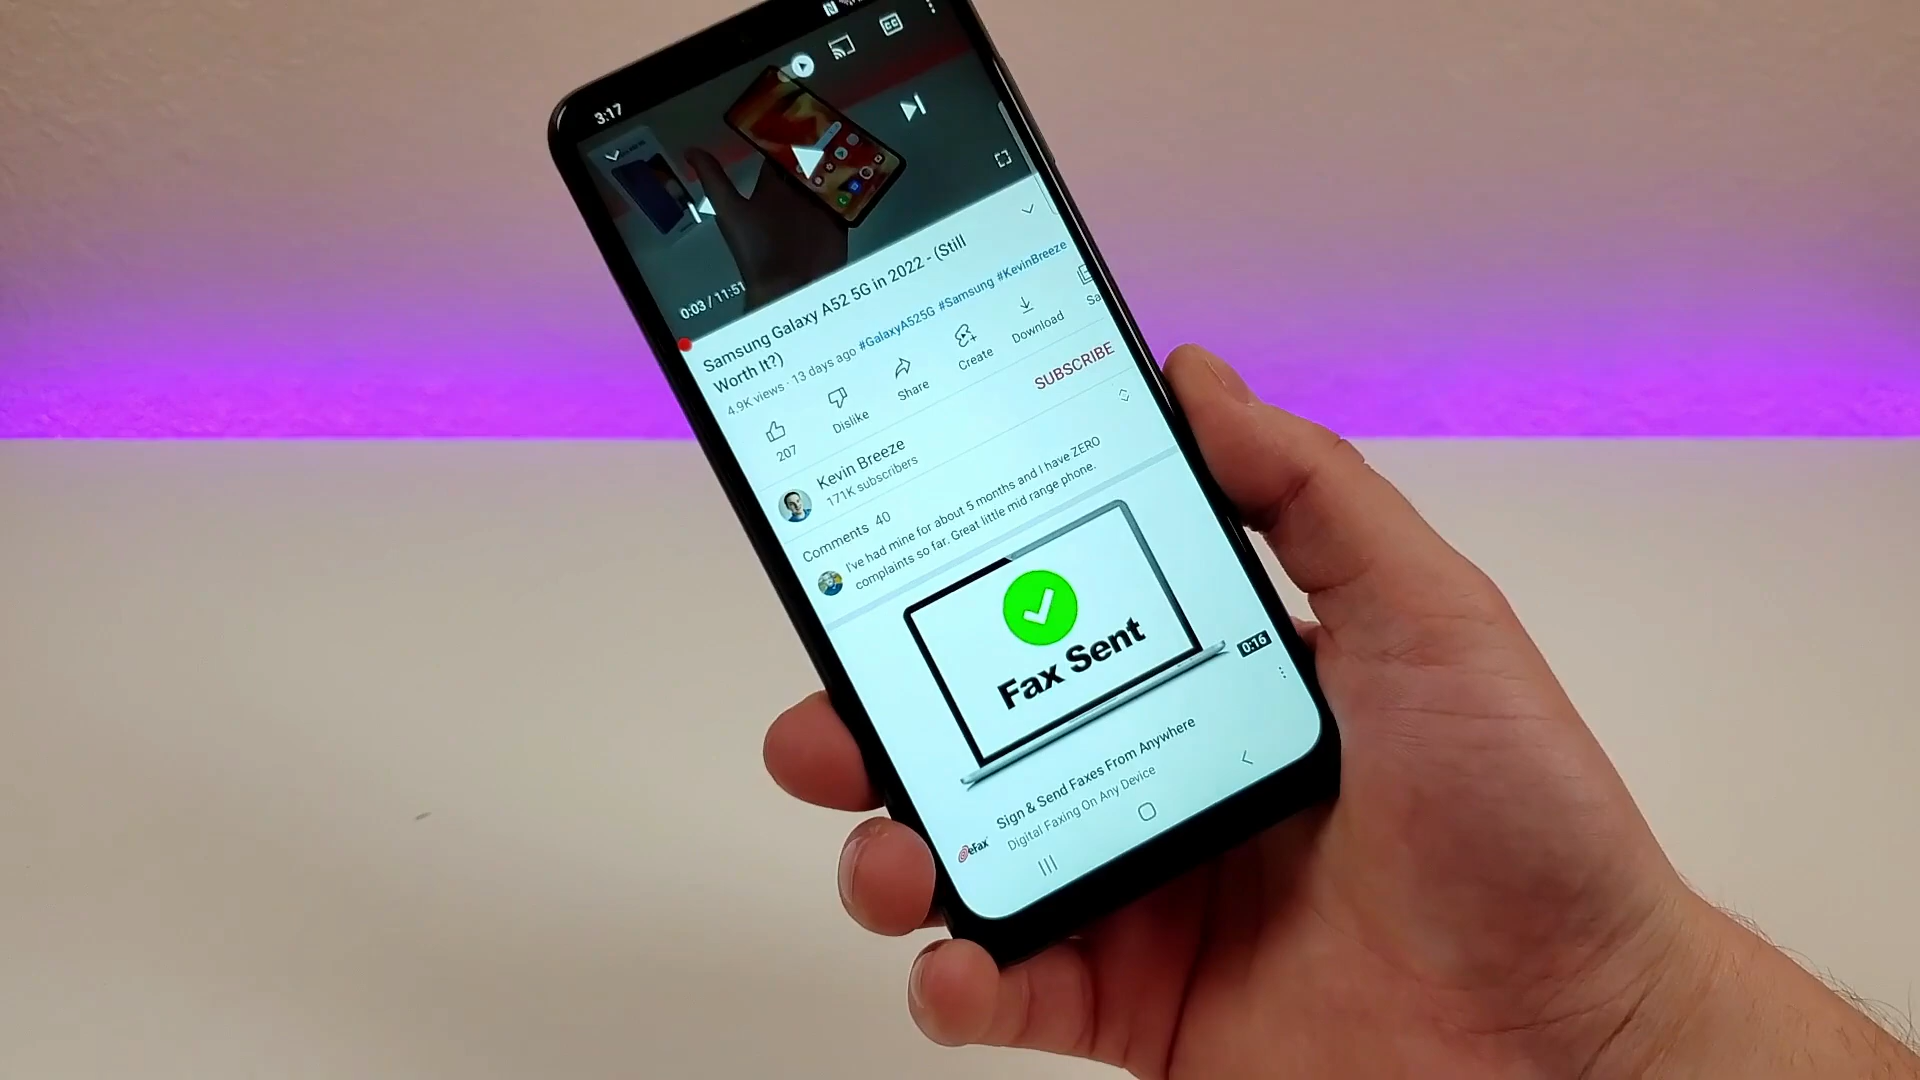 3:17
CC
0:03 / 11:51
Samsung Galaxy A52 5G in 2022 - (Still
Worth It?)
4.9K views · 13 days ago #GalaxyA525G #Samsung #KevinBreeze
207
Dislike
Share
Create
Download
Sa
Kevin Breeze
171K subscribers
SUBSCRIBE
Comments 40
I've had mine for about 5 months and I have ZERO
complaints so far. Great little mid range phone.
Fax Sent
0:16
Sign & Send Faxes From Anywhere
Digital Faxing On Any Device
eFax